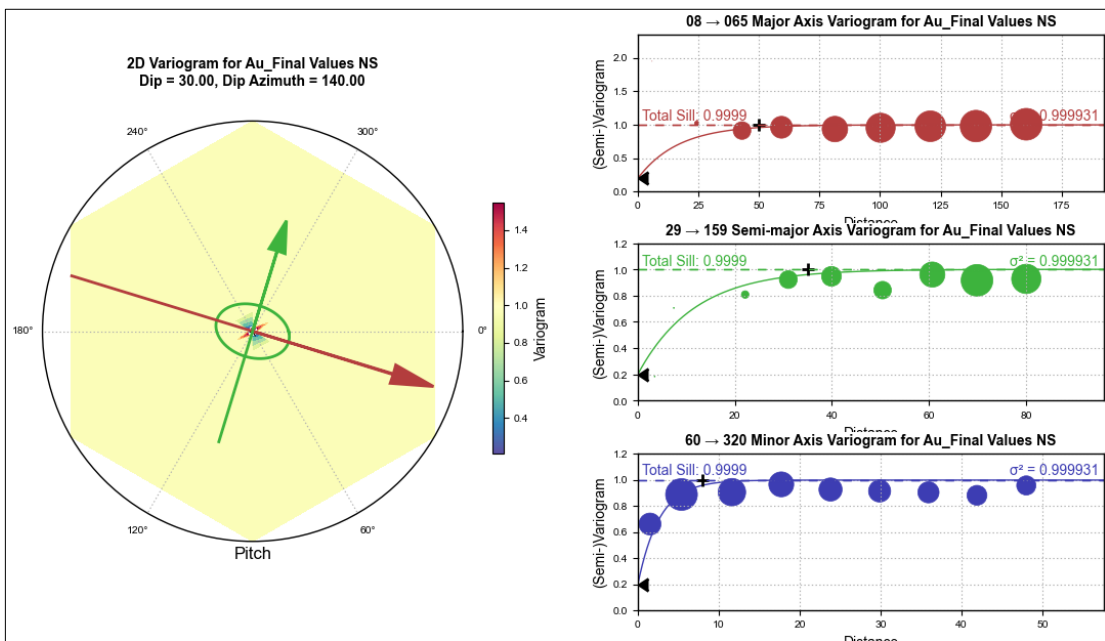 2D Variogram for Au_Final Values NS
Dip = 30.00, Dip Azimuth = 140.00
240°
300°
180°
0°
120°
60°
Pitch
1.4
1.2
1.0
0.8
0.6
0.4
Variogram
08 → 065 Major Axis Variogram for Au_Final Values NS
(Semi-)Variogram
2.0
1.5
1.0
0.5
0.0
Total Sill: 0.9999
0.999931
0
25
50
75
100
125
150
175
Distance
29 → 159 Semi-major Axis Variogram for Au_Final Values NS
(Semi-)Variogram
1.2
1.0
0.8
0.6
0.4
0.2
0.0
Total Sill: 0.9999
σ² = 0.999931
0
20
40
60
80
Distance
60 → 320 Minor Axis Variogram for Au_Final Values NS
(Semi-)Variogram
1.2
1.0
0.8
0.6
0.4
0.2
0.0
Total Sill: 0.9999
σ² = 0.999931
0
10
20
30
40
50
Distance